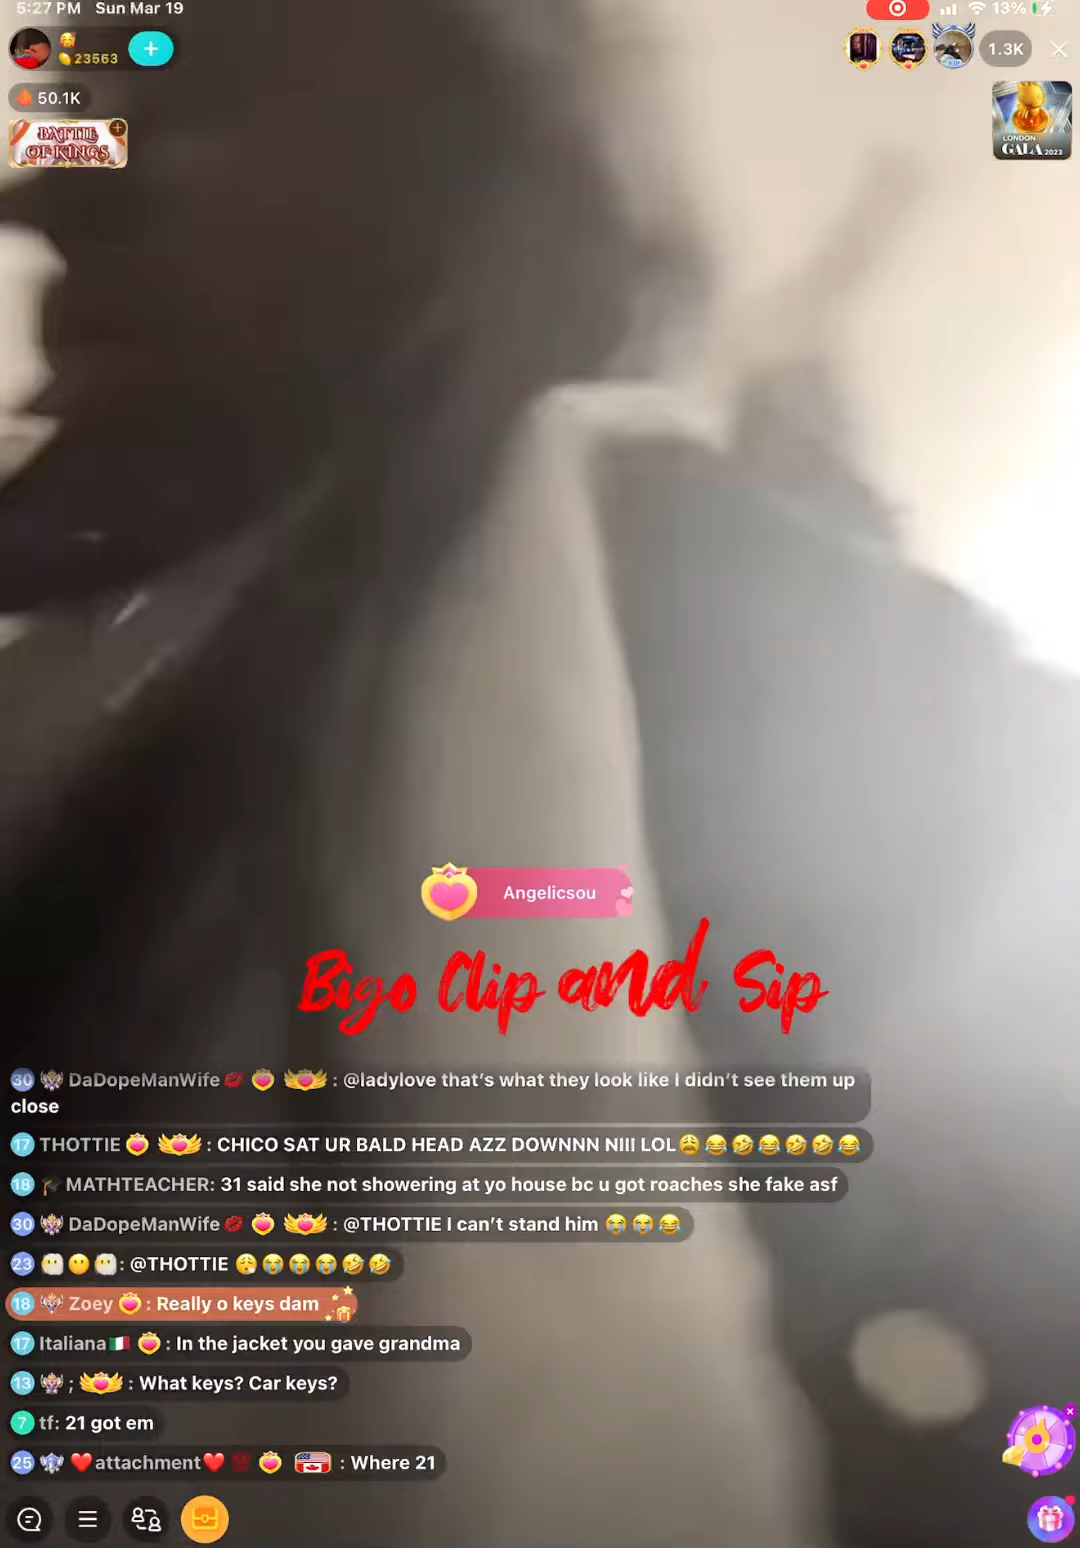 5:27 PM Sun Mar 19
13%
🥰
23563
+
1.3K
50.1K
BATTLE
OF KINGS
LONDON
GALA 2023
Angelicsou
Bigo Clip and Sip
30 DaDopeManWife💋 : @ladylove that's what they look like I didn't see them up
close
17 THOTTIE : CHICO SAT UR BALD HEAD AZZ DOWNNN NIII LOL😩😂🤣😂🤣🤣😂
18 🎓MATHTEACHER: 31 said she not showering at yo house bc u got roaches she fake asf
30 DaDopeManWife💋 : @THOTTIE I can't stand him 😭😭😂
23 😶 : @THOTTIE 😭😭😭🤣🤣
18 Zoey : Really o keys dam
17 Italiana🇮🇹 : In the jacket you gave grandma
13 ; : What keys? Car keys?
7 tf: 21 got em
25 ❤️attachment❤️💯 : Where 21